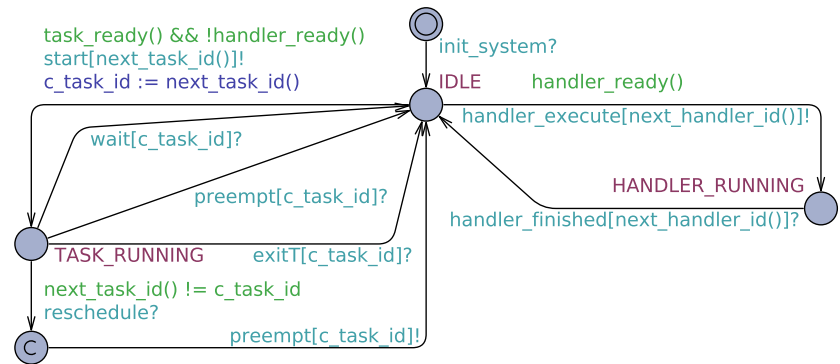 task_ready() && !handler_ready()
start[next_task_id()]!
c_task_id := next_task_id()
init_system?
IDLE
handler_ready()
handler_execute[next_handler_id()]!
wait[c_task_id]?
preempt[c_task_id]?
HANDLER_RUNNING
handler_finished[next_handler_id()]?
TASK_RUNNING
exitT[c_task_id]?
next_task_id() != c_task_id
reschedule?
preempt[c_task_id]!
C